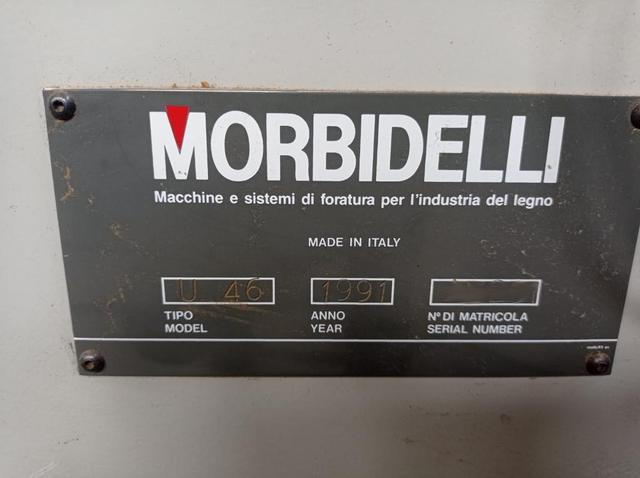 MORBIDELLI
Macchine e sistemi di foratura per l'industria del legno
MADE IN ITALY
U 46 1991
TIPO ANNO N° DI MATRICOLA
MODEL YEAR SERIAL NUMBER